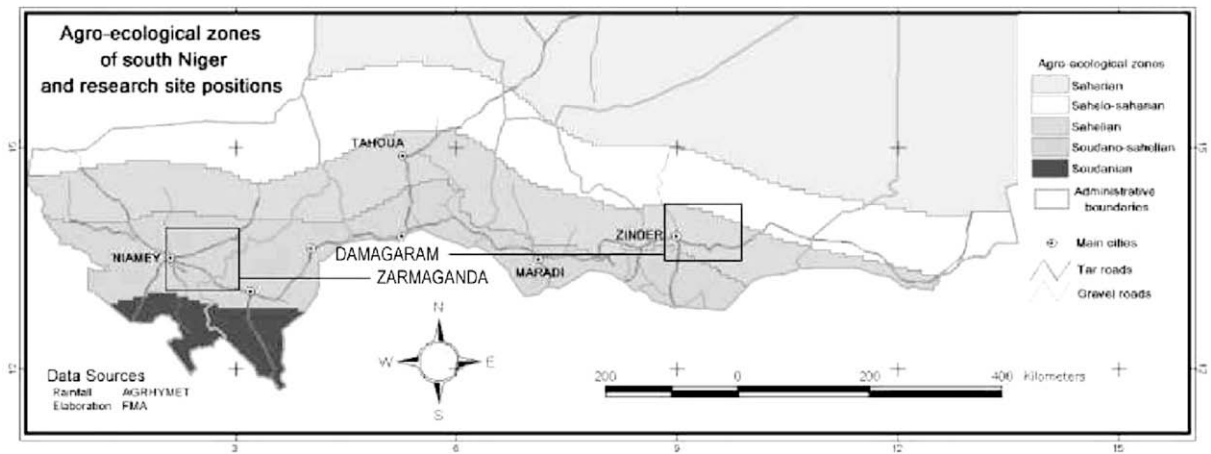 Agro-ecological zones
of south Niger
and research site positions
Agro-ecological zones
Saharian
Sahelo-saharian
Sahelian
Soudano-sahelian
Soudanian
Administrative
boundaries
Main cities
Tar roads
Gravel roads
TAHOUA
ZINDER
NIAMEY
DAMAGARAM
MARADI
ZARMAGANDA
N
W E
S
Data Sources
Rainfall AGRHYMET
Elaboration FMA
200 0 200 400 Kilometers
3 6 9 12 15